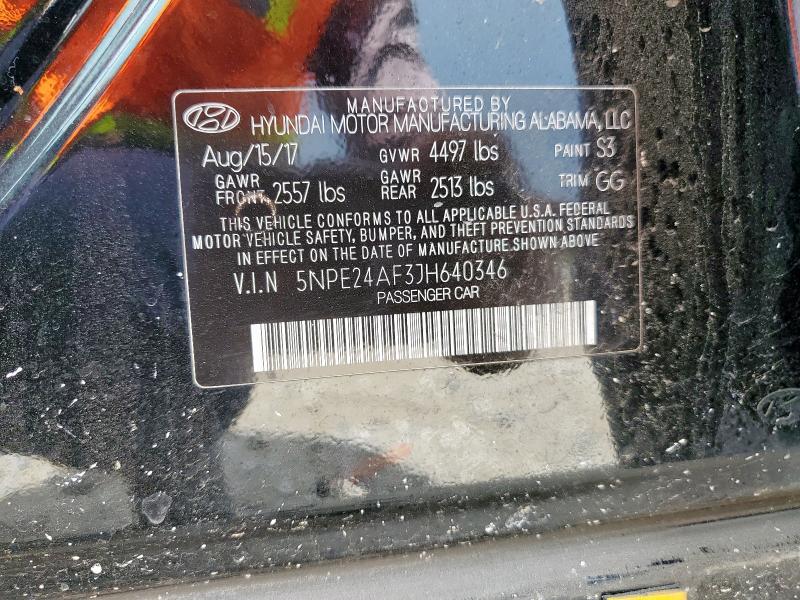 MANUFACTURED BY
HYUNDAI MOTOR MANUFACTURING ALABAMA, LLC
Aug/15/17 GVWR 4497 lbs PAINT S3
GAWR FRONT 2557 lbs GAWR REAR 2513 lbs TRIM GG
THIS VEHICLE CONFORMS TO ALL APPLICABLE U.S.A. FEDERAL
MOTOR VEHICLE SAFETY, BUMPER, AND THEFT PREVENTION STANDARDS
IN EFFECT ON THE DATE OF MANUFACTURE SHOWN ABOVE
V.I.N 5NPE24AF3JH640346
PASSENGER CAR